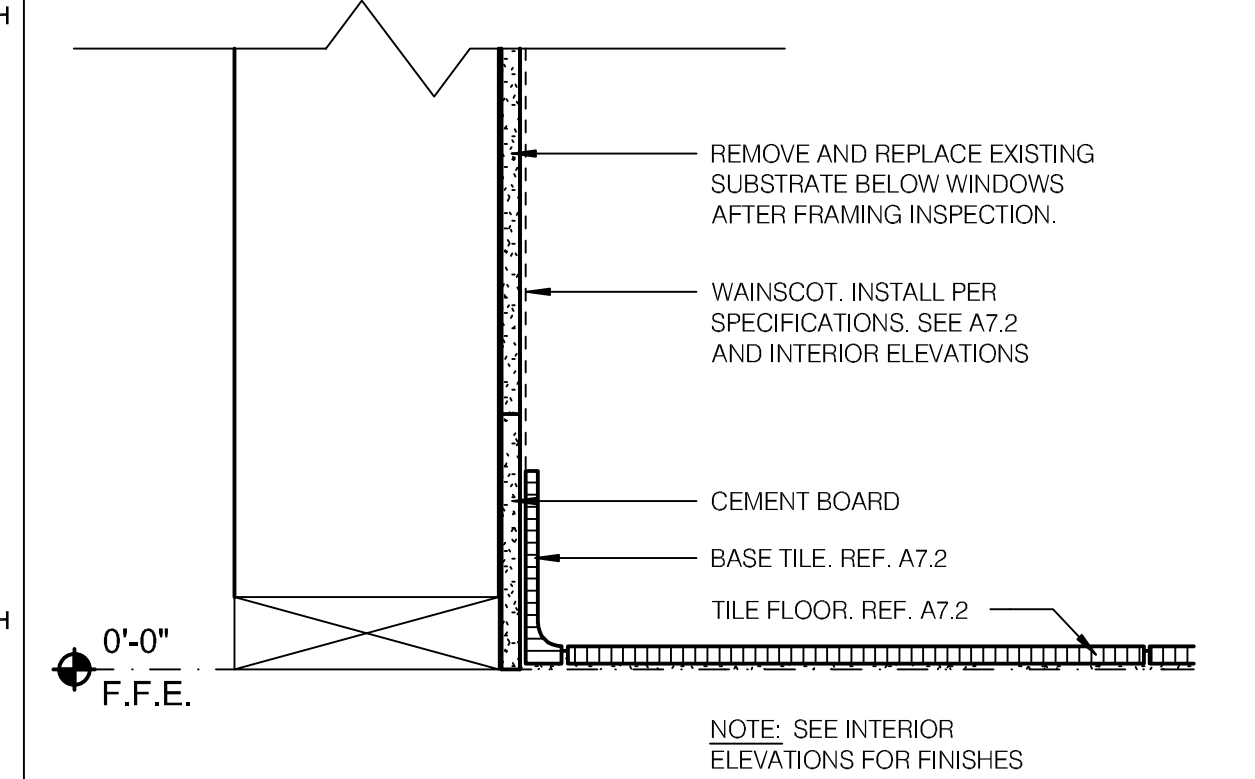 REMOVE AND REPLACE EXISTING
SUBSTRATE BELOW WINDOWS
AFTER FRAMING INSPECTION.
WAINSCOT. INSTALL PER
SPECIFICATIONS. SEE A7.2
AND INTERIOR ELEVATIONS
CEMENT BOARD
BASE TILE. REF. A7.2
TILE FLOOR. REF. A7.2
0'-0"
F.F.E.
NOTE: SEE INTERIOR
ELEVATIONS FOR FINISHES